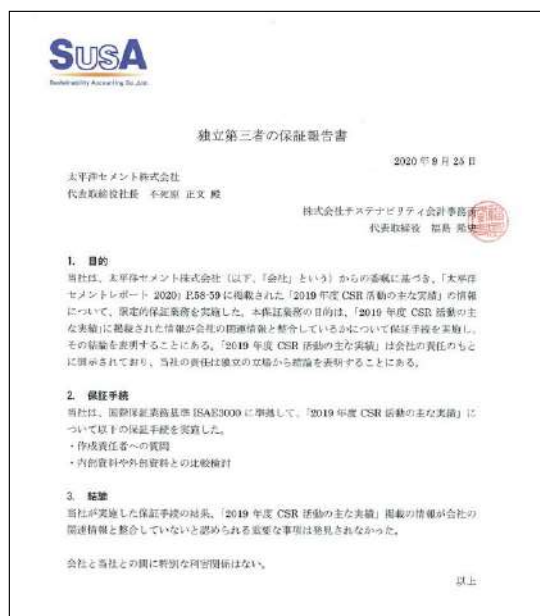 SUSA
Sustainability Accounting Co.,Ltd.
独立第三者の保証報告書
2020年9月25日
太平洋セメント株式会社
代表取締役社長 不死原 正文 殿
株式会社サステナビリティ会計事務所
代表取締役 福島 隆史
1. 目的
当社は、太平洋セメント株式会社（以下、「会社」という）からの委嘱に基づき、「太平洋
セメントレポート 2020」P.58-59 に掲載された「2019 年度 CSR 活動の主な実績」の情報
について、限定的保証業務を実施した。本保証業務の目的は、「2019 年度 CSR 活動の主
な実績」に掲載された情報が会社の関連情報と整合しているかについて保証手続を実施し、
その結論を表明することにある。「2019 年度 CSR 活動の主な実績」は会社の責任のもと
に開示されており、当社の責任は独立の立場から結論を表明することにある。
2. 保証手続
当社は、国際保証業務基準 ISAE3000 に準拠して、「2019 年度 CSR 活動の主な実績」に
ついて以下の保証手続を実施した。
・作成責任者への質問
・内部資料や外部資料との比較検討
3. 結論
当社が実施した保証手続の結果、「2019 年度 CSR 活動の主な実績」掲載の情報が会社の
関連情報と整合していないと認められる重要な事項は発見されなかった。
会社と当社との間に特別な利害関係はない。
以上